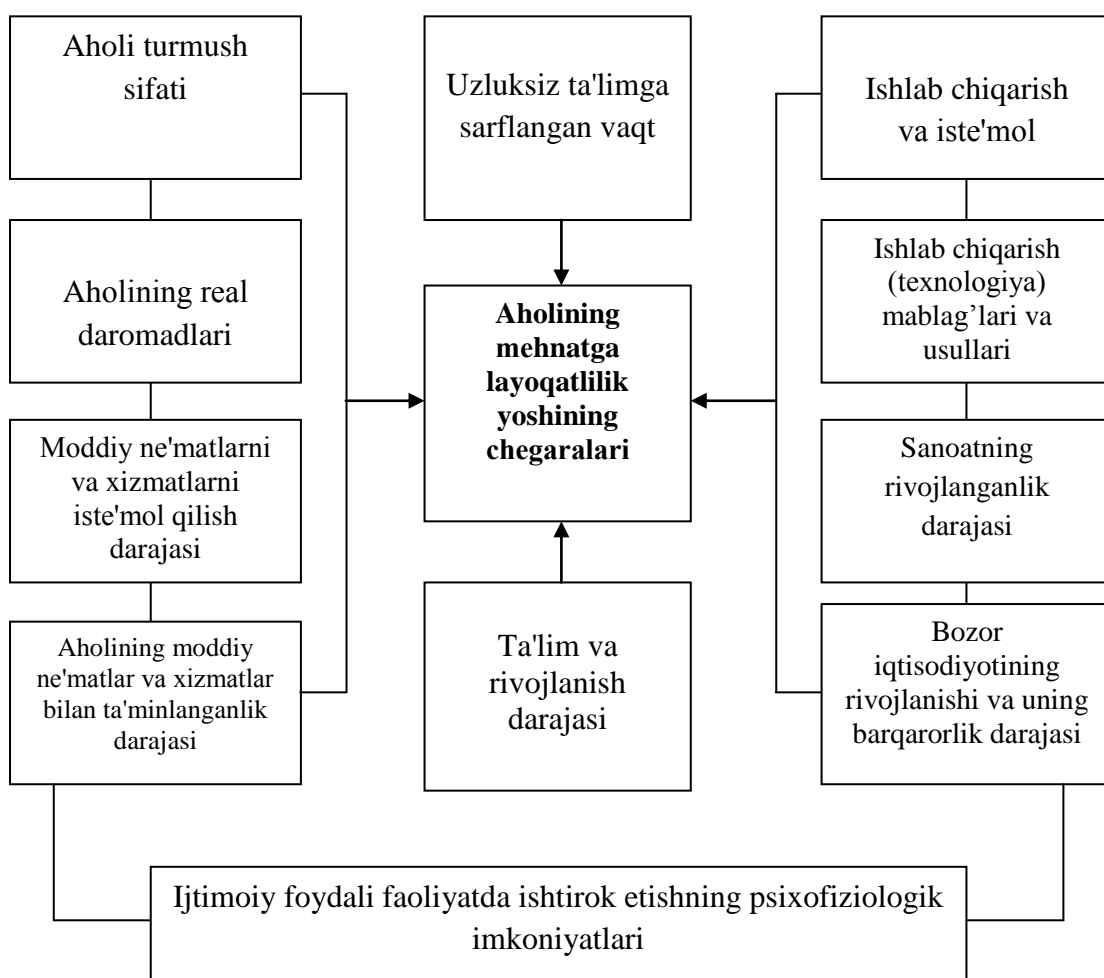 Aholi turmush
sifati
Aholining real
daromadlari
Moddiy ne'matlarni
va xizmatlarni
iste'mol qilish
darajasi
Aholining moddiy
ne'matlar va xizmatlar
bilan ta'minlanganlik
darajasi
Uzluksiz ta'limga
sarflangan vaqt
Aholining
mehnatga
layoqatlilik
yoshining
chegaralari
Ta'lim va
rivojlanish
darajasi
Ishlab chiqarish
va iste'mol
Ishlab chiqarish
(texnologiya)
mablag’lari va
usullari
Sanoatning
rivojlanganlik
darajasi
Bozor
iqtisodiyotining
rivojlanishi va uning
barqarorlik darajasi
Ijtimoiy foydali faoliyatda ishtirok etishning psixofiziologik
imkoniyatlari